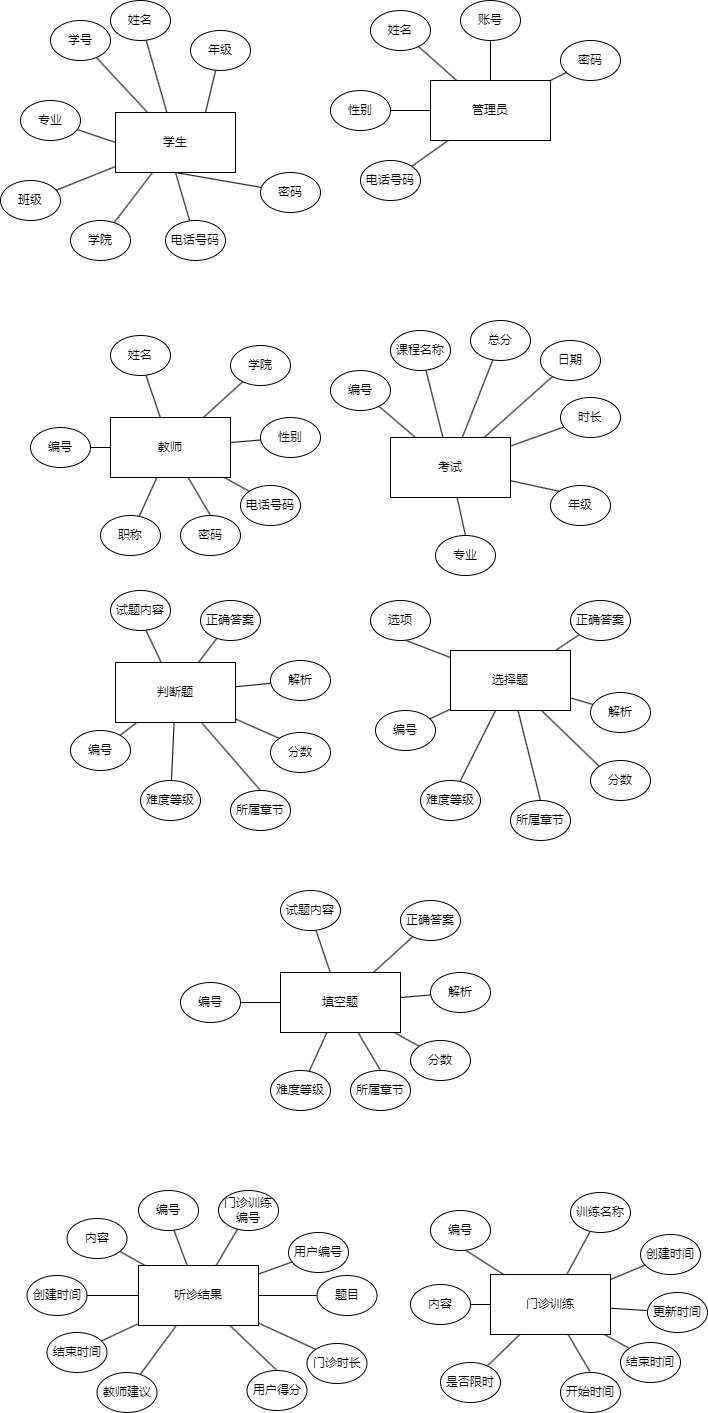 姓名
学号
年级
专业
学生
班级
密码
学院
电话号码
账号
姓名
密码
性别
管理员
电话号码
姓名
学院
编号
教师
性别
电话号码
职称
密码
总分
课程名称
日期
编号
时长
考试
年级
专业
试题内容
正确答案
判断题
解析
编号
分数
难度等级
所属章节
选项
正确答案
选择题
解析
编号
分数
难度等级
所属章节
试题内容
正确答案
编号
填空题
解析
分数
难度等级
所属章节
编号
门诊训练
编号
内容
用户编号
创建时间
听诊结果
题目
结束时间
门诊时长
教师建议
用户得分
训练名称
编号
创建时间
内容
门诊训练
更新时间
结束时间
是否限时
开始时间